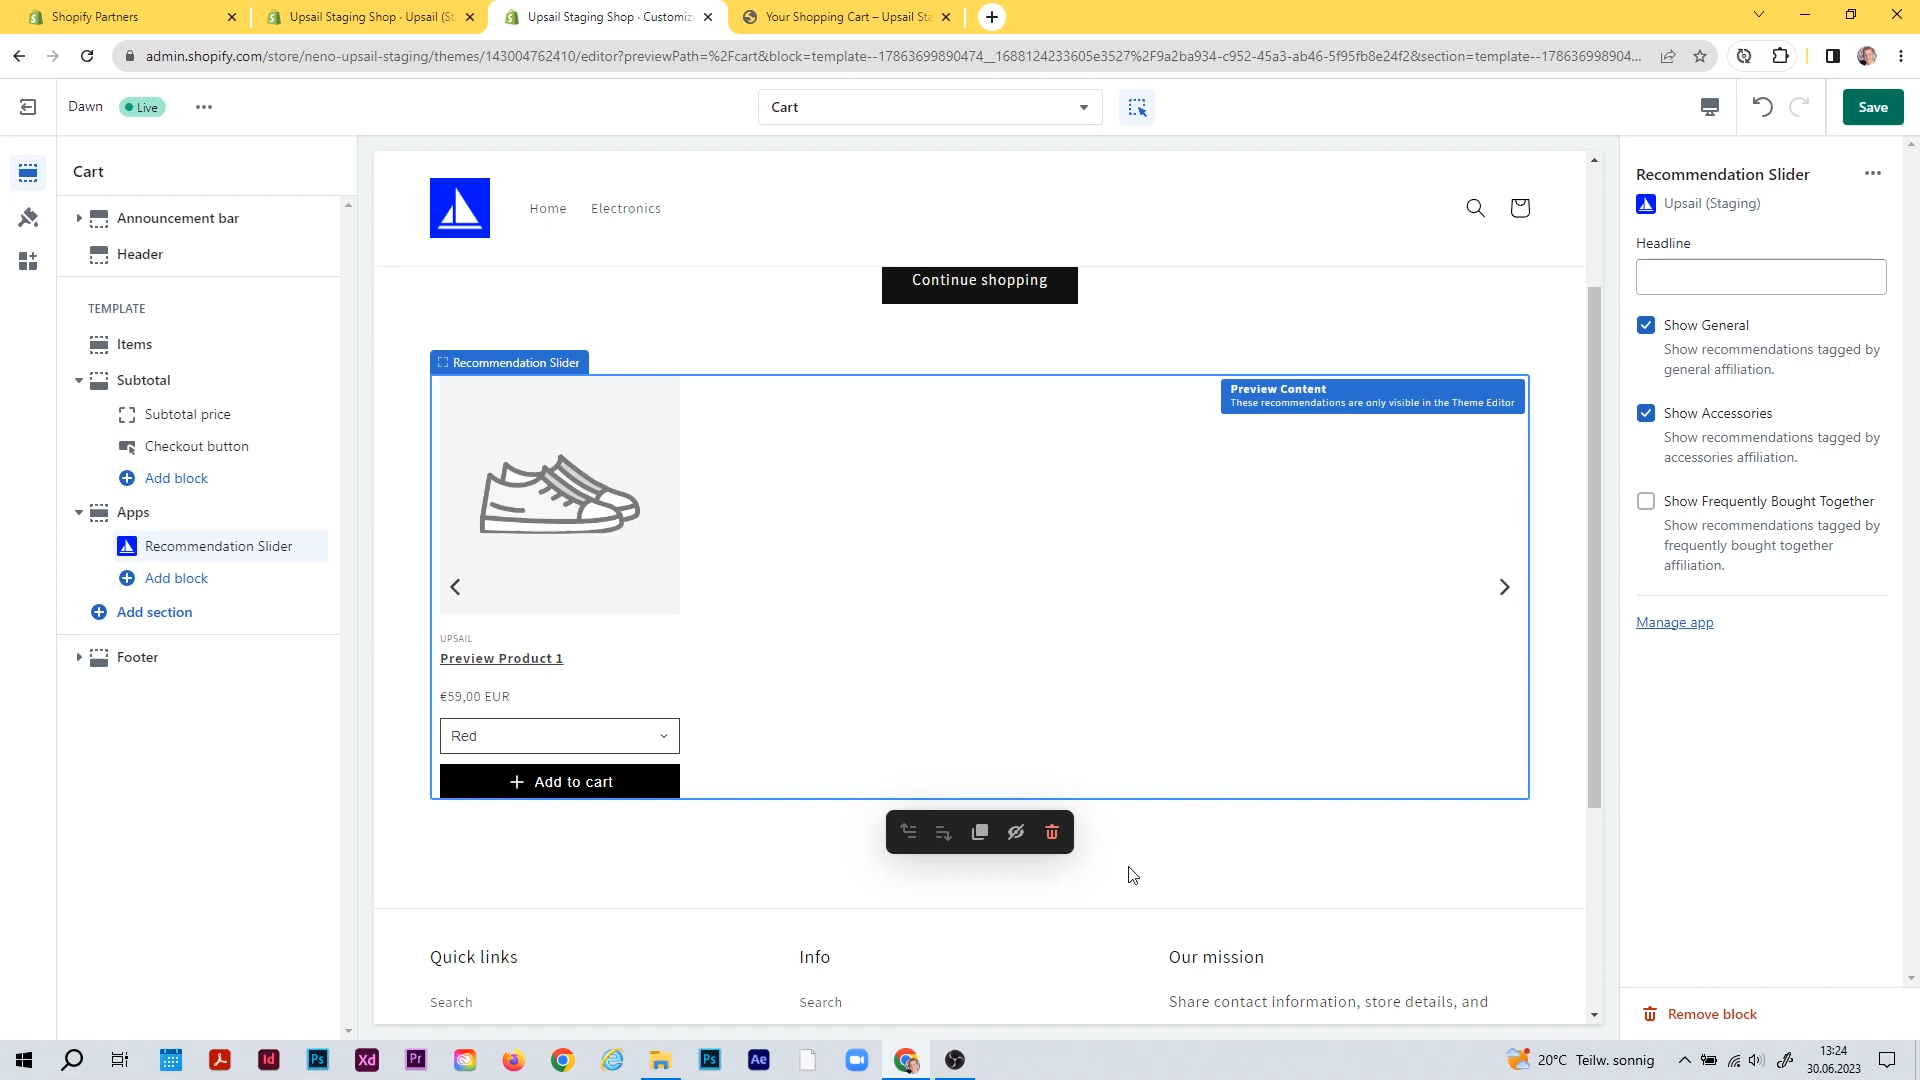 Shopify Partners
Upsail Staging Shop · Upsail (St
Upsail Staging Shop · Customiz
Your Shopping Cart – Upsail Sta
admin.shopify.com/store/neno-upsail-staging/themes/143004762410/editor?previewPath=%2Fcart&block=template--17863699890474__1688124233605e3527%2F9a2ba934-c952-45a3-ab46-5f95fb8e24f2&section=template--178636998904...
Dawn
Live
Cart
Save
Cart
Announcement bar
Header
TEMPLATE
Items
Subtotal
Subtotal price
Checkout button
Add block
Apps
Recommendation Slider
Add block
Add section
Footer
Home
Electronics
Continue shopping
Recommendation Slider
Preview Content
These recommendations are only visible in the Theme Editor
UPSAIL
Preview Product 1
€59,00 EUR
Red
Add to cart
Quick links
Info
Our mission
Search
Search
Share contact information, store details, and
Recommendation Slider
Upsail (Staging)
Headline
Show General
Show recommendations tagged by
general affiliation.
Show Accessories
Show recommendations tagged by
accessories affiliation.
Show Frequently Bought Together
Show recommendations tagged by
frequently bought together
affiliation.
Manage app
Remove block
Id
Ps
Xd
Pr
Ps
Ae
20°C Teilw. sonnig
13:24
30.06.2023